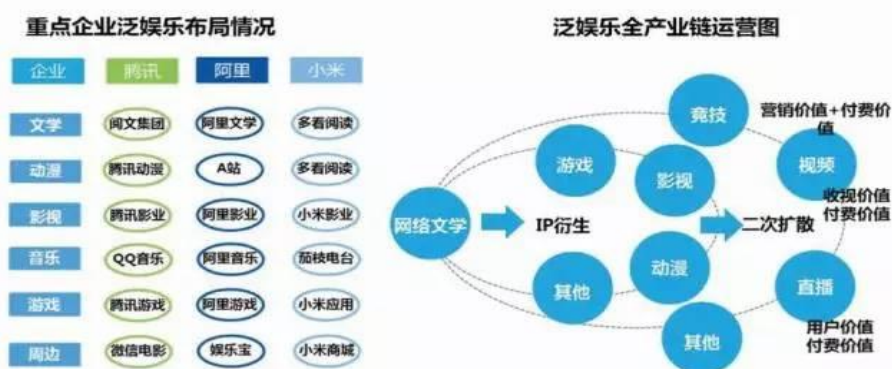 重点企业泛娱乐布局情况
企业 腾讯 阿里 小米
文学 阅文集团 阿里文学 多看阅读
动漫 腾讯动漫 A站 多看阅读
影视 腾讯影业 阿里影业 小米影业
音乐 QQ音乐 阿里音乐 茄枝电台
游戏 腾讯游戏 阿里游戏 小米应用
周边 微信电影 娱乐宝 小米商城
泛娱乐全产业链运营图
竞技
营销价值+付费价
值
游戏
影视
视频
收视价值
付费价值
网络文学
IP衍生
二次扩散
其他
动漫
直播
其他
用户价值
付费价值